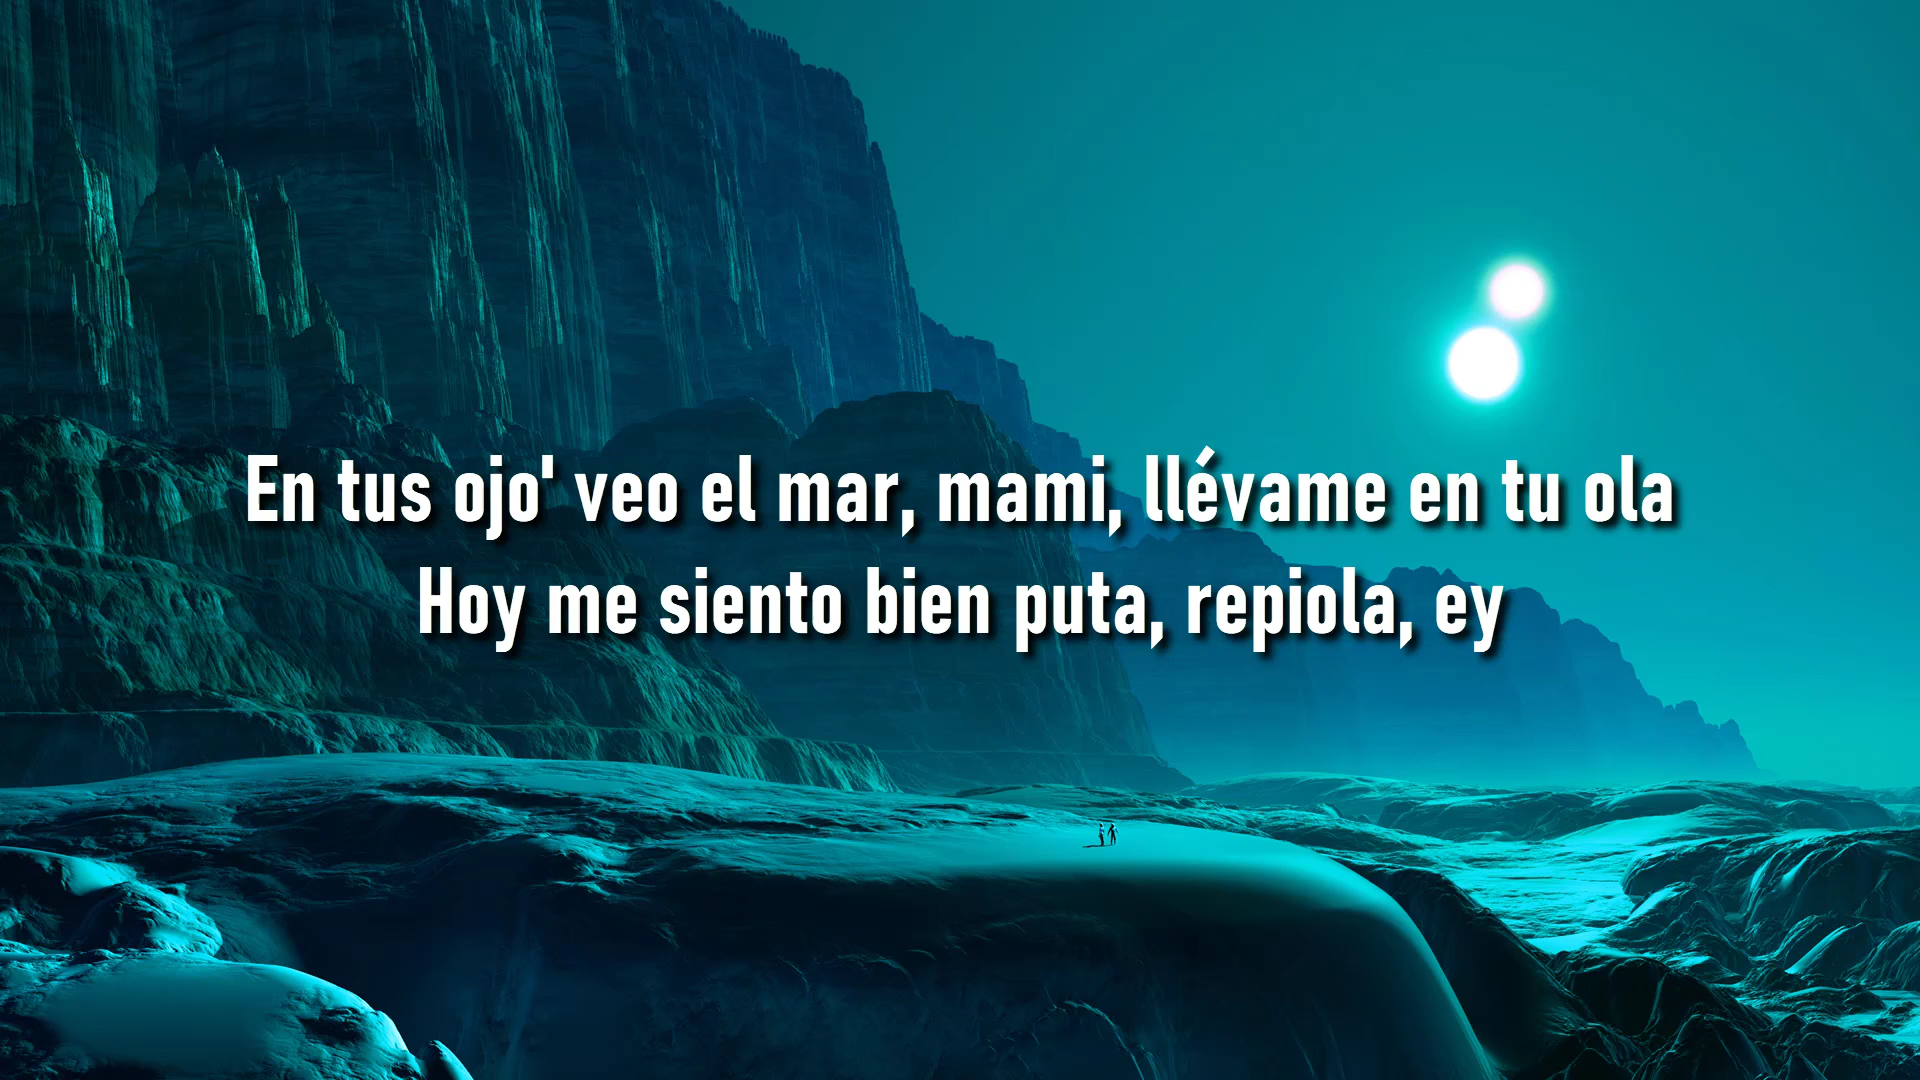 En tus ojo' veo el mar, mami, llévame en tu ola
Hoy me siento bien puta, repiola, ey